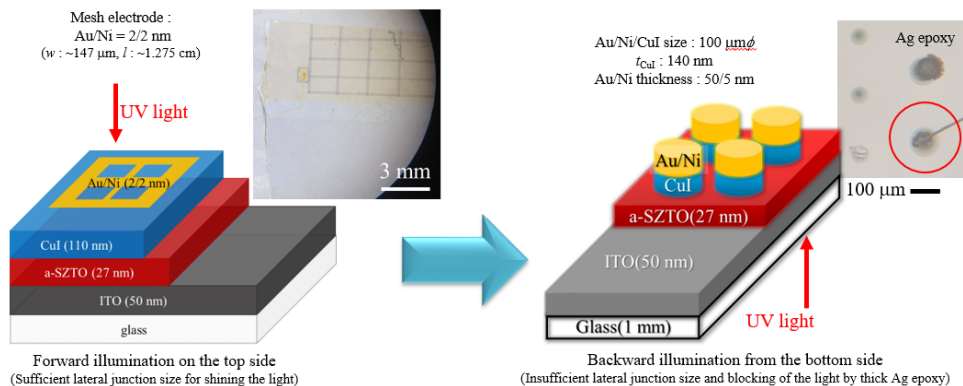 Mesh electrode :
Au/Ni = 2/2 nm
(w : ~147 μm, l : ~1.275 cm)
UV light
3 mm
Au/Ni (2/2 nm)
CuI (110 nm)
a-SZTO (27 nm)
ITO (50 nm)
glass
Forward illumination on the top side
(Sufficient lateral junction size for shining the light)
Au/Ni/CuI size : 100 μmϕ
tCuI : 140 nm
Au/Ni thickness : 50/5 nm
Ag epoxy
100 μm
Au/Ni
CuI
a-SZTO(27 nm)
ITO(50 nm)
Glass(1 mm)
UV light
Backward illumination from the bottom side
(Insufficient lateral junction size and blocking of the light by thick Ag epoxy)